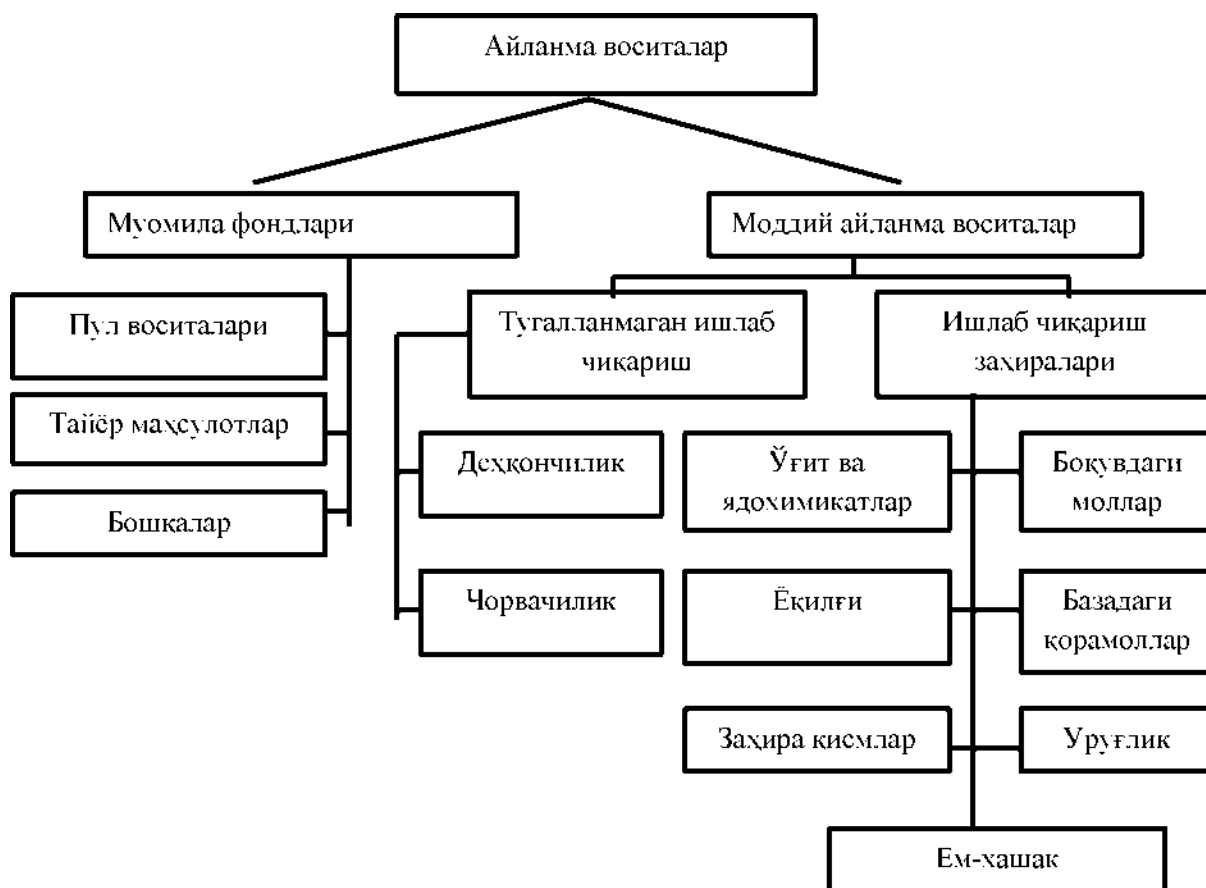 Айланма воситалар
Муомила фондлари
Моддий айланма воситалар
Пул воситалари
Тугалланмаган ишлаб
чиқариш
Ишлаб чиқариш
захиралари
Тайёр маҳсулотлар
Бошқалар
Деҳқончилик
Ўғит ва
ядохимикатлар
Боқувдаги
моллар
Чорвачилик
Ёқилғи
Базадаги
қорамоллар
Заҳира қисмлар
Уруғлик
Ем-хашак